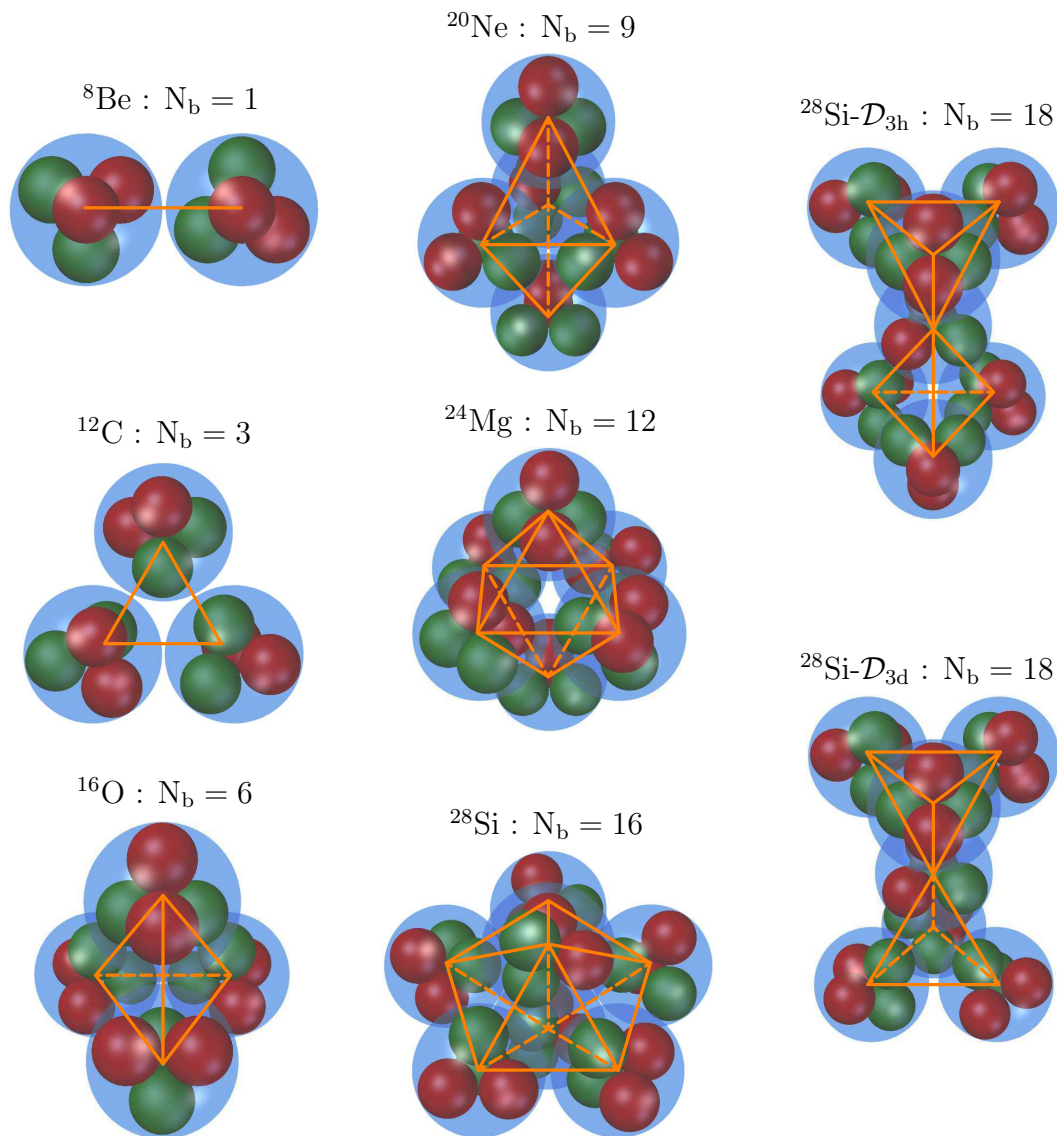 ⁸Be : N_b = 1
¹²C : N_b = 3
¹⁶O : N_b = 6
²⁰Ne : N_b = 9
²⁴Mg : N_b = 12
²⁸Si : N_b = 16
²⁸Si-𝒟₃ₕ : N_b = 18
²⁸Si-𝒟_3d : N_b = 18